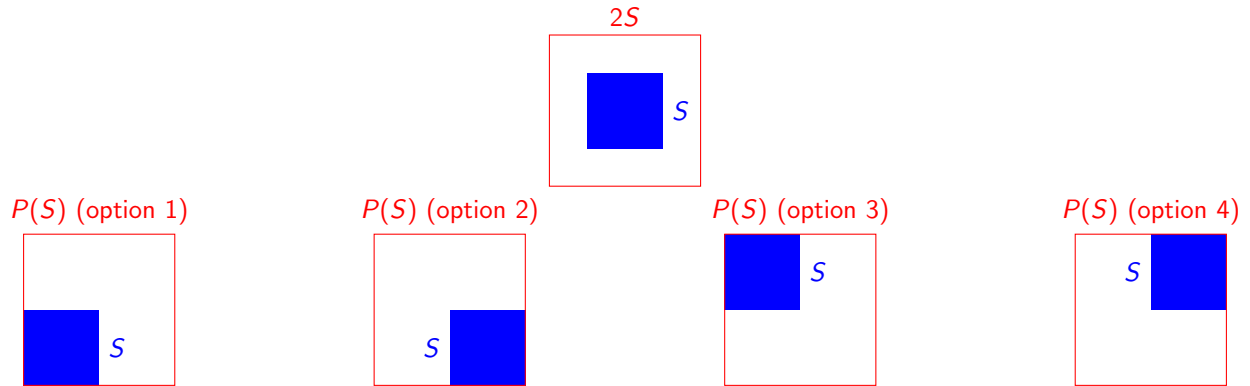 2S
S
P(S) (option 1)
P(S) (option 2)
P(S) (option 3)
P(S) (option 4)
S
S
S
S